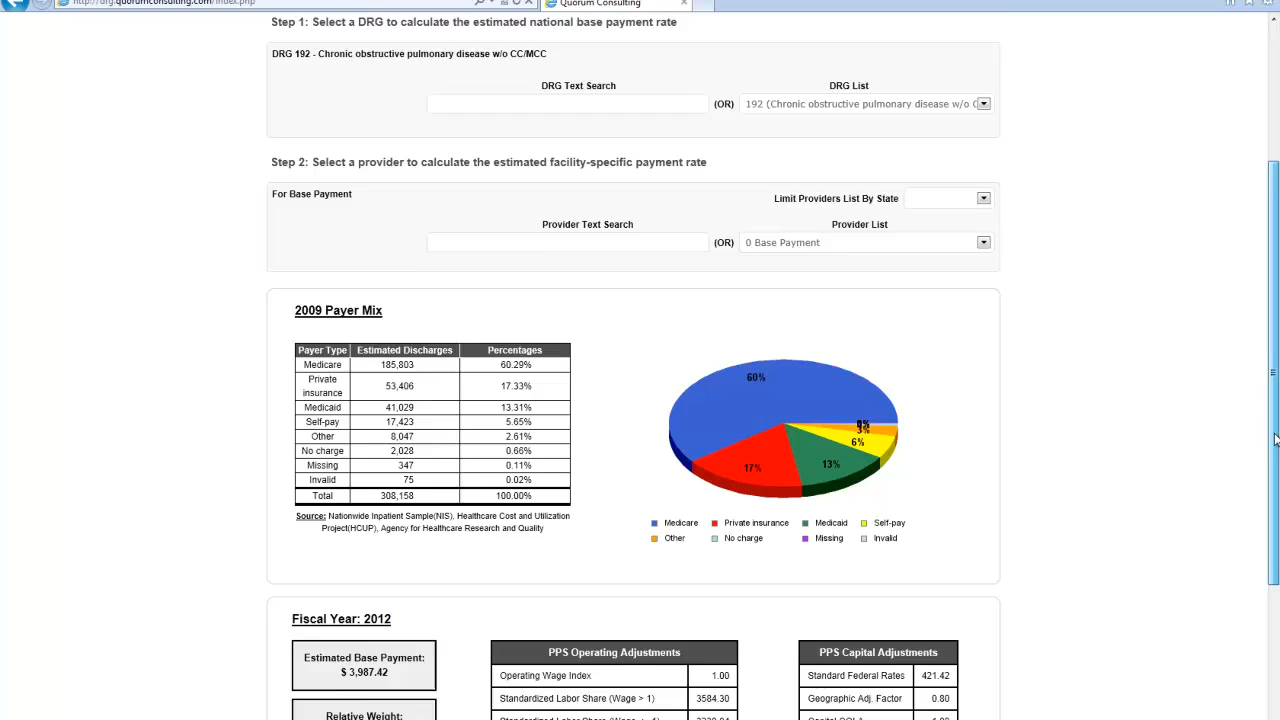 http://drg.quorumconsulting.com/index.php
Quorum Consulting
Step 1: Select a DRG to calculate the estimated national base payment rate
DRG 192 - Chronic obstructive pulmonary disease w/o CC/MCC
DRG Text Search
DRG List
(OR)
192 (Chronic obstructive pulmonary disease w/o C
Step 2: Select a provider to calculate the estimated facility-specific payment rate
For Base Payment
Limit Providers List By State
Provider Text Search
Provider List
(OR)
0 Base Payment
2009 Payer Mix
Payer Type Estimated Discharges Percentages
Medicare 185,803 60.29%
Private insurance 53,406 17.33%
Medicaid 41,029 13.31%
Self-pay 17,423 5.65%
Other 8,047 2.61%
No charge 2,028 0.66%
Missing 347 0.11%
Invalid 75 0.02%
Total 308,158 100.00%
Source: Nationwide Inpatient Sample(NIS), Healthcare Cost and Utilization
Project(HCUP), Agency for Healthcare Research and Quality
60%
0%
3%
6%
13%
17%
Medicare Private insurance Medicaid Self-pay
Other No charge Missing Invalid
Fiscal Year: 2012
Estimated Base Payment:
$ 3,987.42
Relative Weight:
PPS Operating Adjustments
Operating Wage Index 1.00
Standardized Labor Share (Wage > 1) 3584.30
PPS Capital Adjustments
Standard Federal Rates 421.42
Geographic Adj. Factor 0.80